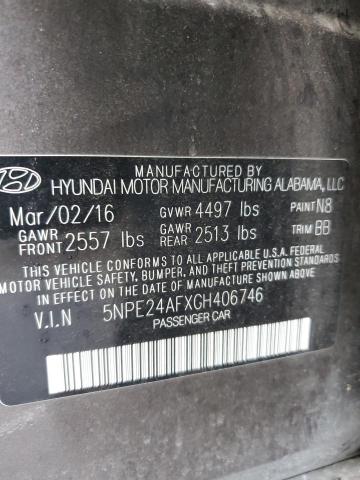 MANUFACTURED BY
HYUNDAI MOTOR MANUFACTURING ALABAMA, LLC
Mar/02/16 GVWR 4497 lbs PAINT N8
GAWR FRONT 2557 lbs GAWR REAR 2513 lbs TRIM BB
THIS VEHICLE CONFORMS TO ALL APPLICABLE U.S.A. FEDERAL
MOTOR VEHICLE SAFETY, BUMPER, AND THEFT PREVENTION
STANDARDS IN EFFECT ON THE DATE OF MANUFACTURE SHOWN ABOVE.
V.I.N 5NPE24AFXGH406746
PASSENGER CAR